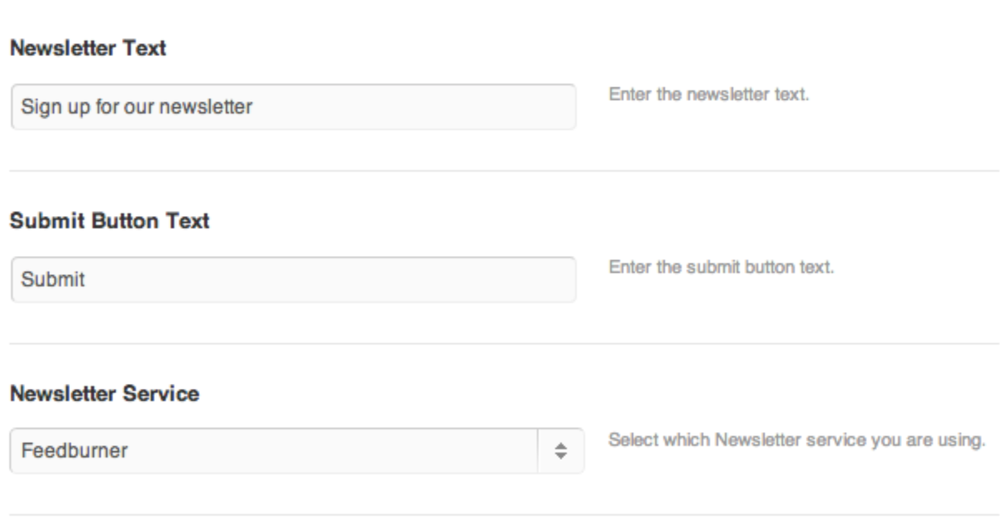 Newsletter Text
Sign up for our newsletter
Enter the newsletter text.
Submit Button Text
Submit
Enter the submit button text.
Newsletter Service
Feedburner
Select which Newsletter service you are using.